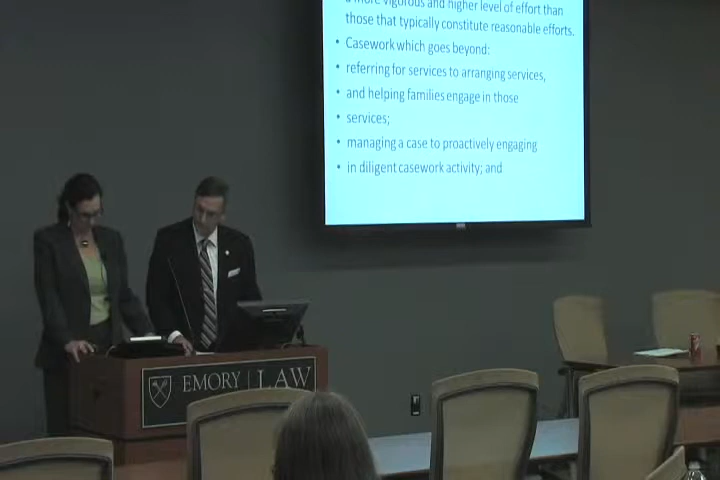 a more vigorous and higher level of effort than
those that typically constitute reasonable efforts.
• Casework which goes beyond:
• referring for services to arranging services,
• and helping families engage in those
• services;
• managing a case to proactively engaging
• in diligent casework activity; and
EMORY | LAW